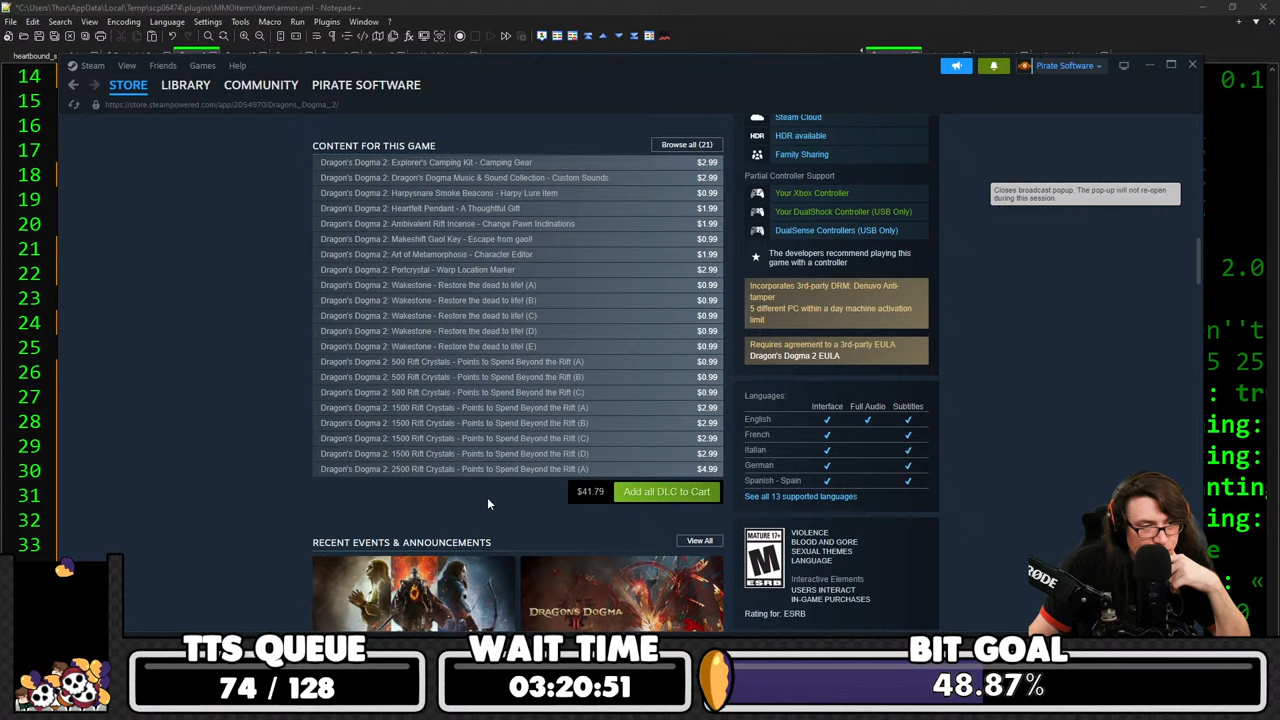 *C:\Users\Thor\AppData\Local\Temp\scp06474\plugins\MMOItems\item\armor.yml - Notepad++
File Edit Search View Encoding Language Settings Tools Macro Run Plugins Window ?
heartbound_s
Steam View Friends Games Help
Pirate Software
STORE LIBRARY COMMUNITY PIRATE SOFTWARE
https://store.steampowered.com/app/2054970/Dragons_Dogma_2/
CONTENT FOR THIS GAME
Browse all (21)
Dragon's Dogma 2: Explorer's Camping Kit - Camping Gear $2.99
Dragon's Dogma 2: Dragon's Dogma Music & Sound Collection - Custom Sounds $2.99
Dragon's Dogma 2: Harpysnare Smoke Beacons - Harpy Lure Item $0.99
Dragon's Dogma 2: Heartfelt Pendant - A Thoughtful Gift $1.99
Dragon's Dogma 2: Ambivalent Rift Incense - Change Pawn Inclinations $1.99
Dragon's Dogma 2: Makeshift Gaol Key - Escape from gaol! $0.99
Dragon's Dogma 2: Art of Metamorphosis - Character Editor $1.99
Dragon's Dogma 2: Portcrystal - Warp Location Marker $2.99
Dragon's Dogma 2: Wakestone - Restore the dead to life! (A) $0.99
Dragon's Dogma 2: Wakestone - Restore the dead to life! (B) $0.99
Dragon's Dogma 2: Wakestone - Restore the dead to life! (C) $0.99
Dragon's Dogma 2: Wakestone - Restore the dead to life! (D) $0.99
Dragon's Dogma 2: Wakestone - Restore the dead to life! (E) $0.99
Dragon's Dogma 2: 500 Rift Crystals - Points to Spend Beyond the Rift (A) $0.99
Dragon's Dogma 2: 500 Rift Crystals - Points to Spend Beyond the Rift (B) $0.99
Dragon's Dogma 2: 500 Rift Crystals - Points to Spend Beyond the Rift (C) $0.99
Dragon's Dogma 2: 1500 Rift Crystals - Points to Spend Beyond the Rift (A) $2.99
Dragon's Dogma 2: 1500 Rift Crystals - Points to Spend Beyond the Rift (B) $2.99
Dragon's Dogma 2: 1500 Rift Crystals - Points to Spend Beyond the Rift (C) $2.99
Dragon's Dogma 2: 1500 Rift Crystals - Points to Spend Beyond the Rift (D) $2.99
Dragon's Dogma 2: 2500 Rift Crystals - Points to Spend Beyond the Rift (A) $4.99
$41.79 Add all DLC to Cart
RECENT EVENTS & ANNOUNCEMENTS
View All
DRAGON'S DOGMA
Steam Cloud
HDR HDR available
Family Sharing
Partial Controller Support
Your Xbox Controller
Your DualShock Controller (USB Only)
DualSense Controllers (USB Only)
The developers recommend playing this
game with a controller
Incorporates 3rd-party DRM: Denuvo Anti-
tamper
5 different PC within a day machine activation
limit
Requires agreement to a 3rd-party EULA
Dragon's Dogma 2 EULA
Languages:
Interface Full Audio Subtitles
English ✔ ✔ ✔
French ✔ ✔
Italian ✔ ✔
German ✔ ✔
Spanish - Spain ✔ ✔
See all 13 supported languages
MATURE 17+
M
ESRB
VIOLENCE
BLOOD AND GORE
SEXUAL THEMES
LANGUAGE
Interactive Elements
USERS INTERACT
IN-GAME PURCHASES
Rating for: ESRB
Closes broadcast popup. The pop-up will not re-open
during this session.
14
15
16
17
18
19
20
21
22
23
24
25
26
27
28
29
30
31
32
33
0.1
2.0
n''t
5 25
: tr
ing:
ing:
nting
ing:
e
: «
0
RØDE
TTS QUEUE
74 / 128
WAIT TIME
03:20:51
BIT GOAL
48.87%